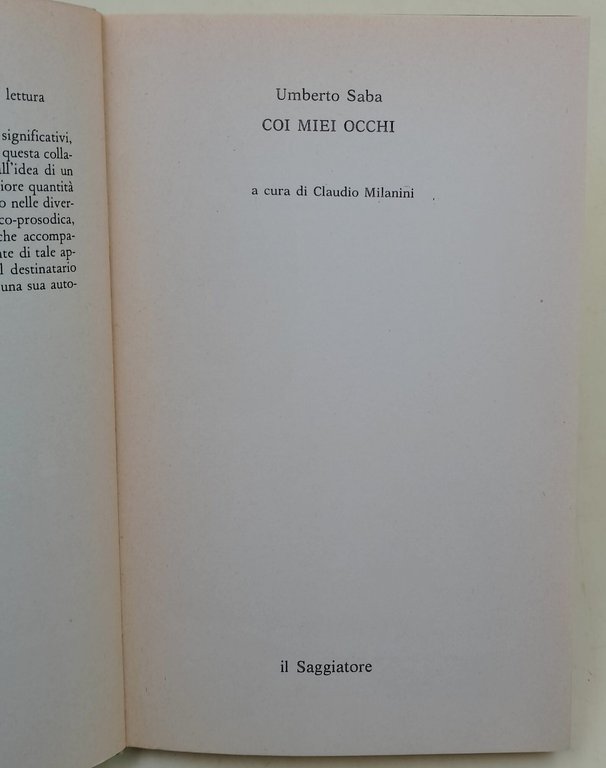 lettura
significativi,
questa colla-
all'idea di un
iore quantità
o nelle diver-
co-prosodica,
che accompa-
te di tale ap-
l destinatario
una sua auto-
Umberto Saba
COI MIEI OCCHI
a cura di Claudio Milanini
il Saggiatore